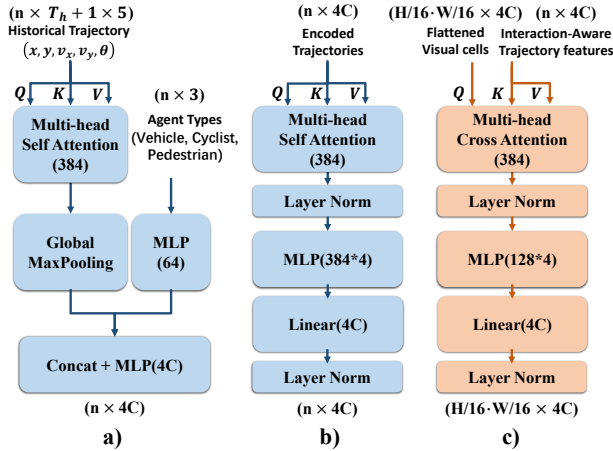 (n × T_h + 1 × 5)
Historical Trajectory
(x, y, v_x, v_y, θ)
Q K V
Multi-head
Self Attention
(384)
(n × 3)
Agent Types
(Vehicle, Cyclist,
Pedestrian)
Global
MaxPooling
MLP
(64)
Concat + MLP(4C)
(n × 4C)
a)
(n × 4C)
Encoded
Trajectories
Q K V
Multi-head
Self Attention
(384)
Layer Norm
MLP(384*4)
Linear(4C)
Layer Norm
(n × 4C)
b)
(H/16·W/16 × 4C)
Flattened
Visual cells
(n × 4C)
Interaction-Aware
Trajectory features
Q K V
Multi-head
Cross Attention
(384)
Layer Norm
MLP(128*4)
Linear(4C)
Layer Norm
(H/16·W/16 × 4C)
c)